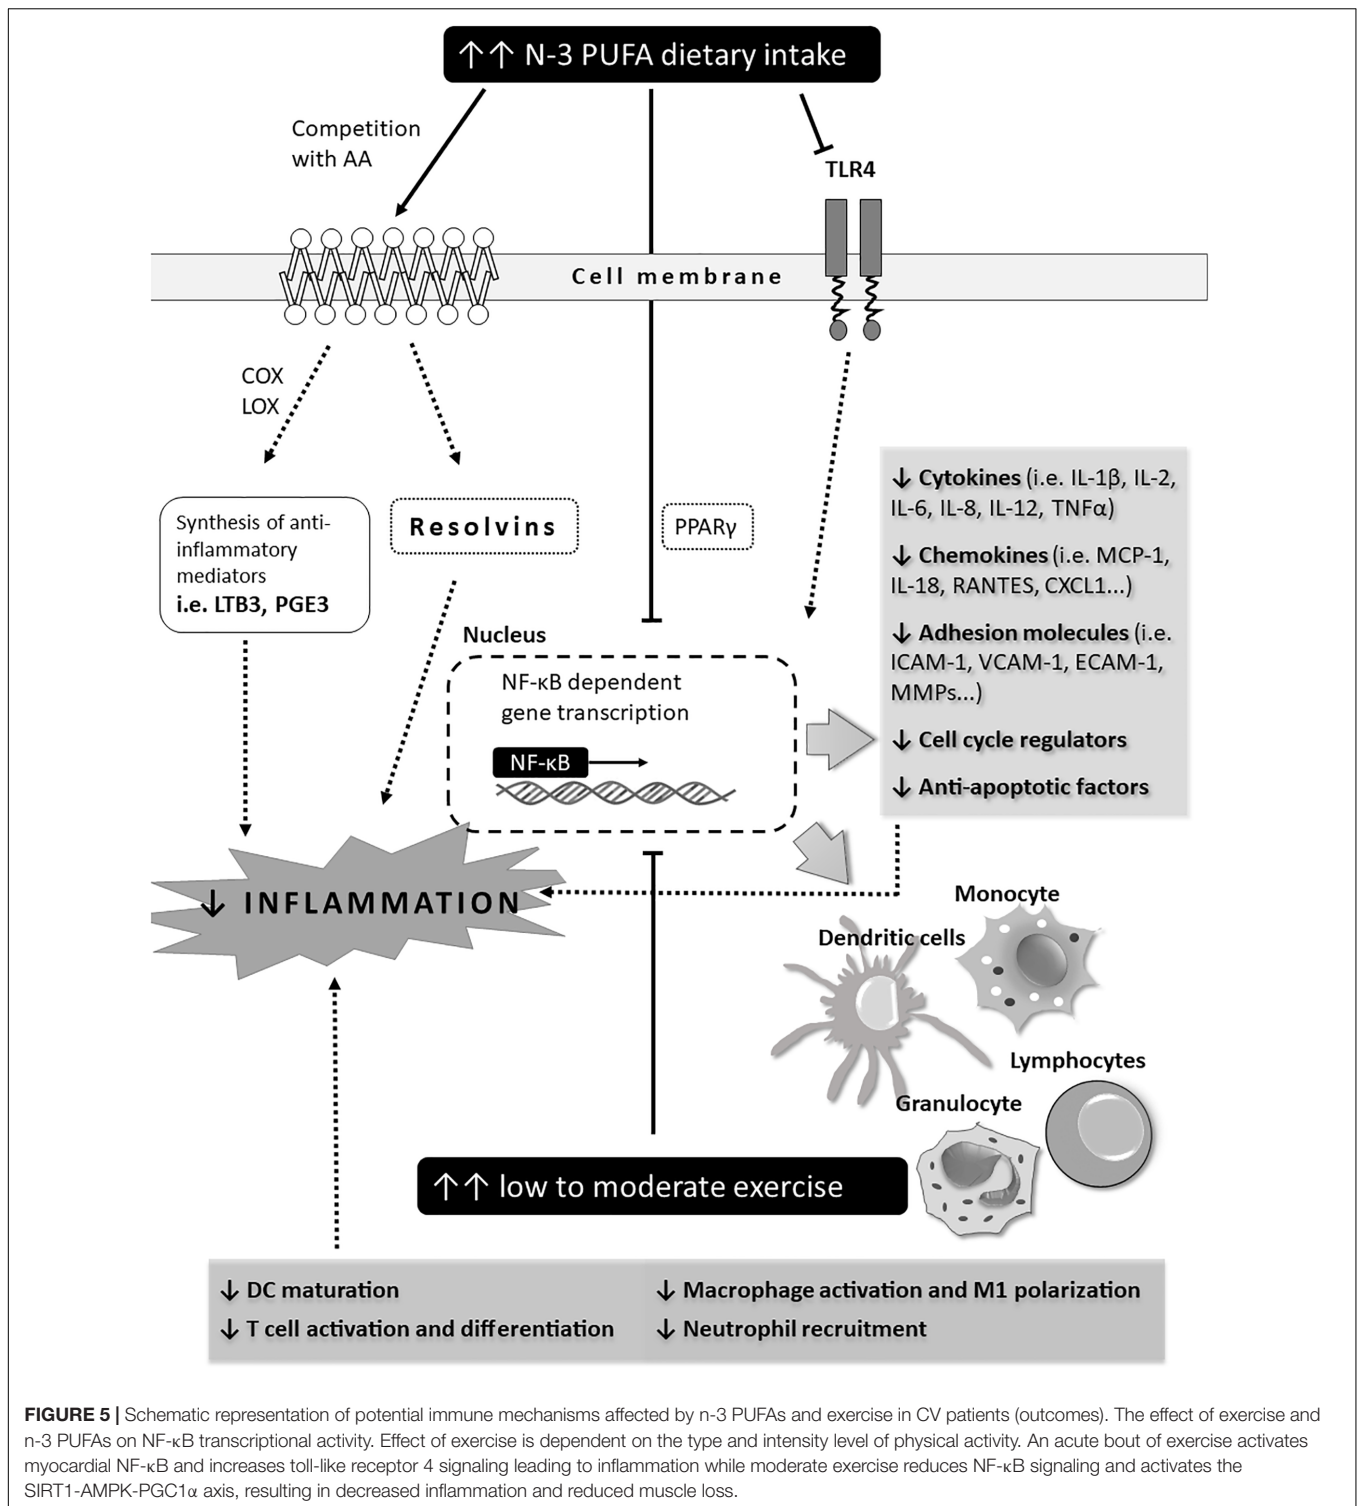 ↑↑ N-3 PUFA dietary intake
Competition
with AA
TLR4
Cell membrane
COX
LOX
Synthesis of anti-
inflammatory
mediators
i.e. LTB3, PGE3
Resolvins
PPARγ
↓ Cytokines (i.e. IL-1β, IL-2,
IL-6, IL-8, IL-12, TNFα)
↓ Chemokines (i.e. MCP-1,
IL-18, RANTES, CXCL1...)
↓ Adhesion molecules (i.e.
ICAM-1, VCAM-1, ECAM-1,
MMPs...)
↓ Cell cycle regulators
↓ Anti-apoptotic factors
Nucleus
NF-κB dependent
gene transcription
NF-κB
↓ INFLAMMATION
Monocyte
Dendritic cells
Lymphocytes
Granulocyte
↑↑ low to moderate exercise
↓ DC maturation
↓ T cell activation and differentiation
↓ Macrophage activation and M1 polarization
↓ Neutrophil recruitment
FIGURE 5 | Schematic representation of potential immune mechanisms affected by n-3 PUFAs and exercise in CV patients (outcomes). The effect of exercise and
n-3 PUFAs on NF-κB transcriptional activity. Effect of exercise is dependent on the type and intensity level of physical activity. An acute bout of exercise activates
myocardial NF-κB and increases toll-like receptor 4 signaling leading to inflammation while moderate exercise reduces NF-κB signaling and activates the
SIRT1-AMPK-PGC1α axis, resulting in decreased inflammation and reduced muscle loss.